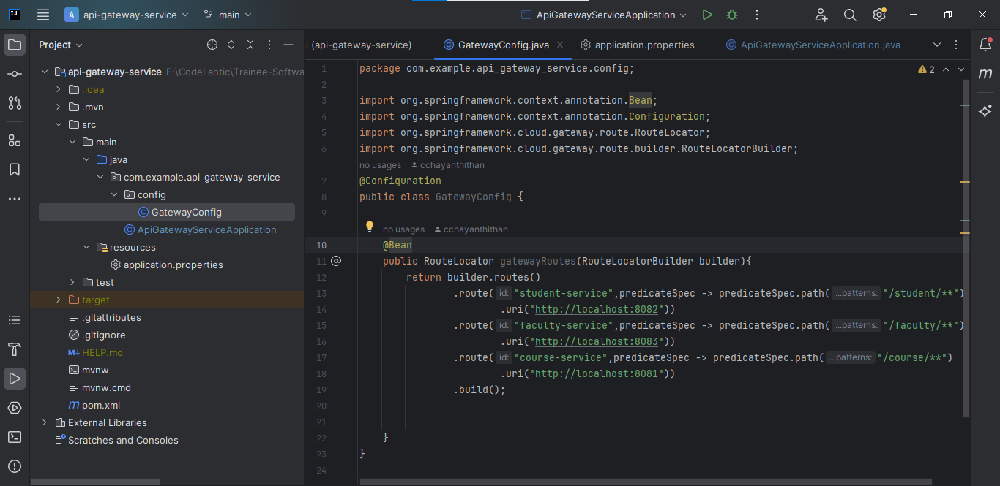 A api-gateway-service main ApiGatewayServiceApplication
Project
(api-gateway-service) GatewayConfig.java application.properties ApiGatewayServiceApplication.java
api-gateway-service F:\CodeLantic\Trainee-Softwa
.idea
.mvn
src
main
java
com.example.api_gateway_service
config
GatewayConfig
ApiGatewayServiceApplication
resources
application.properties
test
target
.gitattributes
.gitignore
HELP.md
mvnw
mvnw.cmd
pom.xml
External Libraries
Scratches and Consoles
1 package com.example.api_gateway_service.config; 2
2
3 import org.springframework.context.annotation.Bean;
4 import org.springframework.context.annotation.Configuration;
5 import org.springframework.cloud.gateway.route.RouteLocator;
6 import org.springframework.cloud.gateway.route.builder.RouteLocatorBuilder;
no usages cchayanthithan
7 @Configuration
8 public class GatewayConfig {
9
no usages cchayanthithan
10 @Bean
11 public RouteLocator gatewayRoutes(RouteLocatorBuilder builder){
12 return builder.routes()
13 .route( id: "student-service",predicateSpec -> predicateSpec.path( ...patterns: "/student/**")
14 .uri("http://localhost:8082"))
15 .route( id: "faculty-service",predicateSpec -> predicateSpec.path( ...patterns: "/faculty/**")
16 .uri("http://localhost:8083"))
17 .route( id: "course-service",predicateSpec -> predicateSpec.path( ...patterns: "/course/**")
18 .uri("http://localhost:8081"))
19 .build();
20
21
22 }
23 }
24